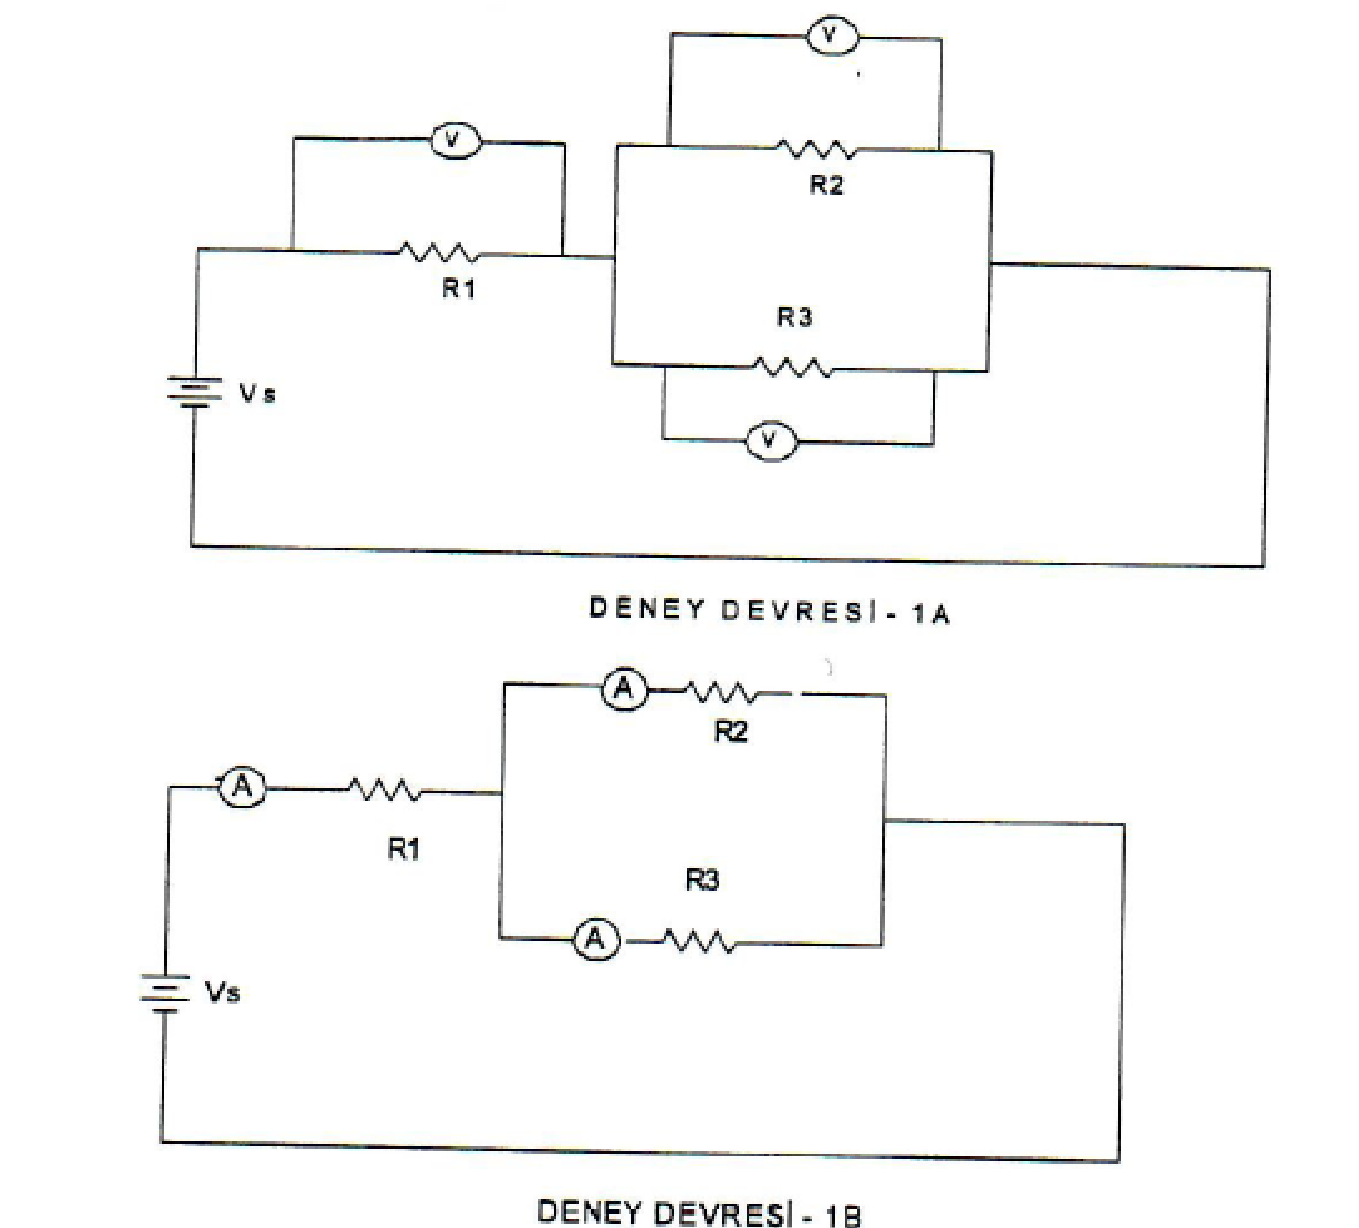 V
V
R2
R1
R3
Vs
V
DENEY DEVRESİ - 1A
A
R2
A
R1
R3
A
Vs
DENEY DEVRESİ - 1B